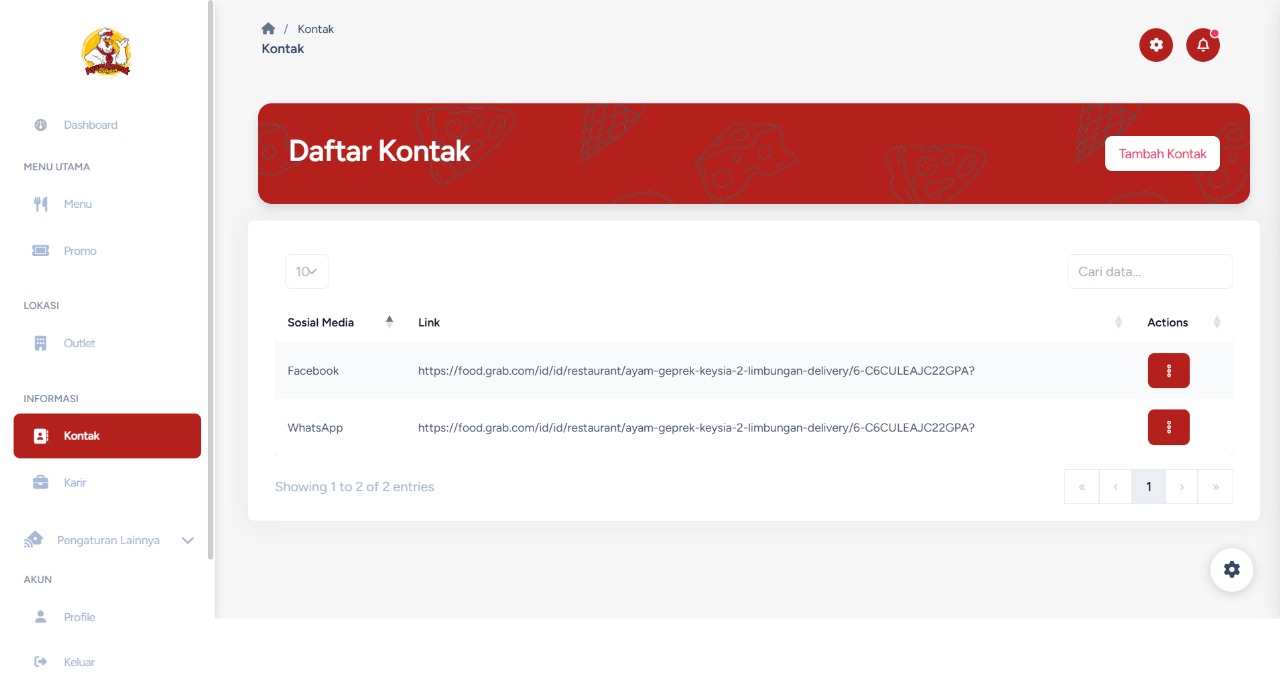 Dashboard
MENU UTAMA
Menu
Promo
LOKASI
Outlet
INFORMASI
Kontak
Karir
Pengaturan Lainnya
AKUN
Profile
Keluar
/ Kontak
Kontak
Daftar Kontak
Tambah Kontak
10
Cari data...
Sosial Media Link Actions
Facebook https://food.grab.com/id/id/restaurant/ayam-geprek-keysia-2-limbungan-delivery/6-C6CULEAJC22GPA?
WhatsApp https://food.grab.com/id/id/restaurant/ayam-geprek-keysia-2-limbungan-delivery/6-C6CULEAJC22GPA?
Showing 1 to 2 of 2 entries
« ‹ 1 › »